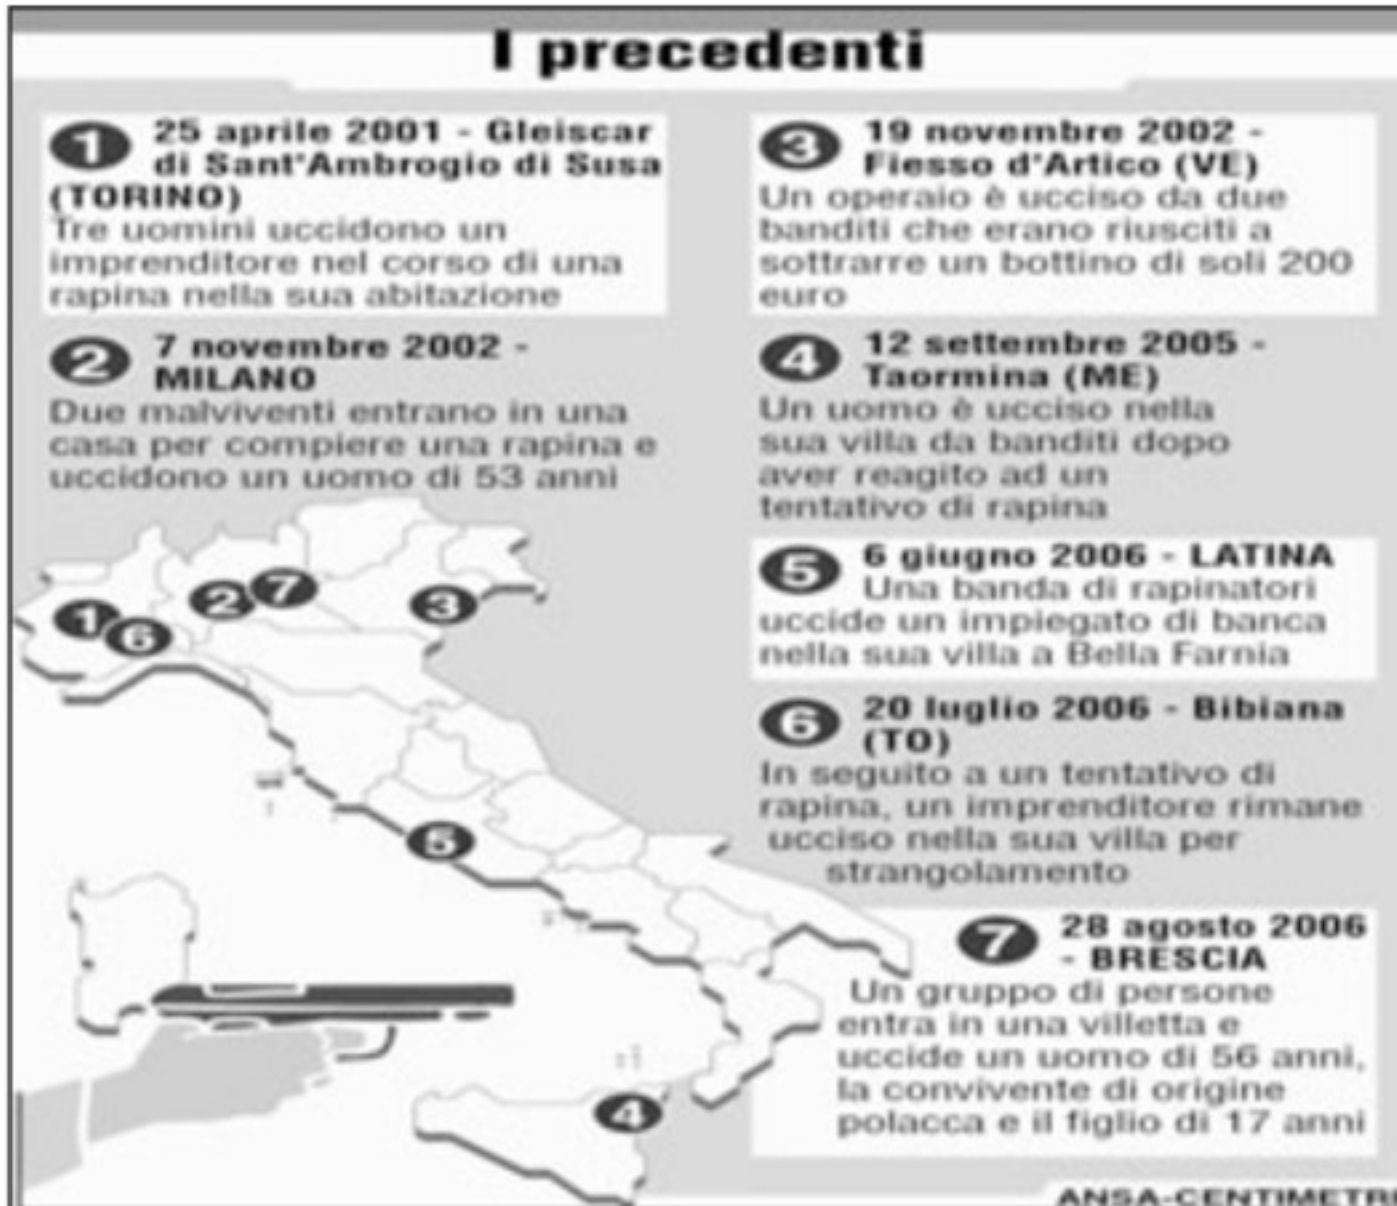 I precedenti
1 25 aprile 2001 - Gleiscar
di Sant'Ambrogio di Susa
(TORINO)
Tre uomini uccidono un
imprenditore nel corso di una
rapina nella sua abitazione
2 7 novembre 2002 -
MILANO
Due malviventi entrano in una
casa per compiere una rapina e
uccidono un uomo di 53 anni
3 19 novembre 2002 -
Fiesso d'Artico (VE)
Un operaio è ucciso da due
banditi che erano riusciti a
sottrarre un bottino di soli 200
euro
4 12 settembre 2005 -
Taormina (ME)
Un uomo è ucciso nella
sua villa da banditi dopo
aver reagito ad un
tentativo di rapina
5 6 giugno 2006 - LATINA
Una banda di rapinatori
uccide un impiegato di banca
nella sua villa a Bella Farnia
6 20 luglio 2006 - Bibiana
(TO)
In seguito a un tentativo di
rapina, un imprenditore rimane
ucciso nella sua villa per
strangolamento
7 28 agosto 2006
- BRESCIA
Un gruppo di persone
entra in una villetta e
uccide un uomo di 56 anni,
la convivente di origine
polacca e il figlio di 17 anni
2 7
1 6
3
5
4
ANSA-CENTIMETRI